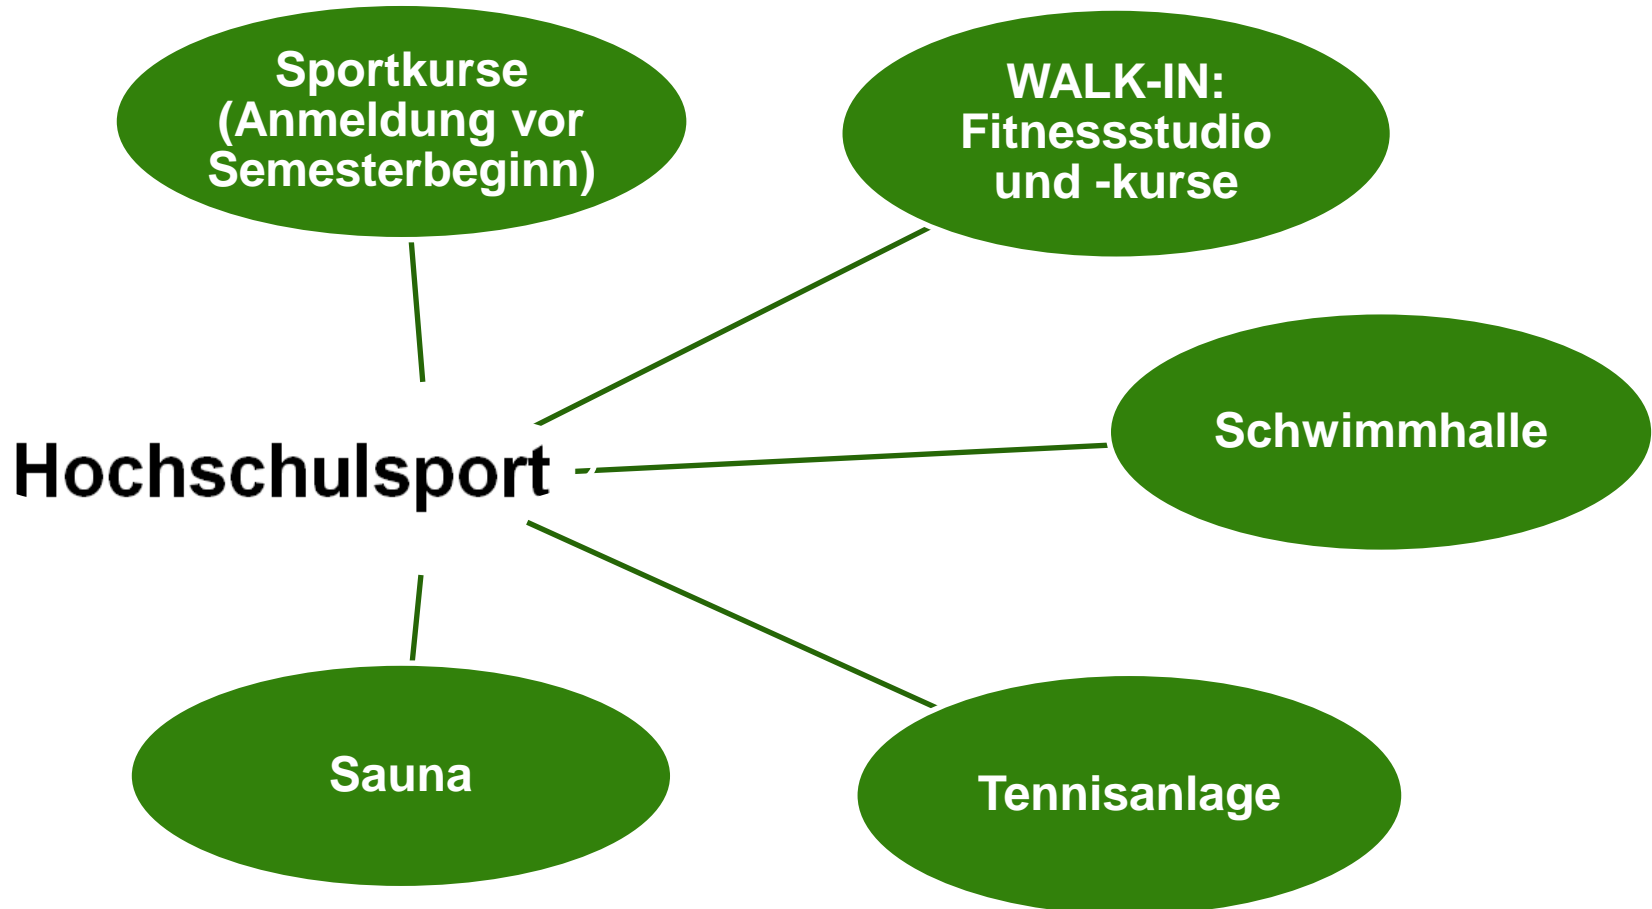 Sportkurse
(Anmeldung vor
Semesterbeginn)
WALK-IN:
Fitnessstudio
und -kurse
Schwimmhalle
Hochschulsport
Sauna
Tennisanlage